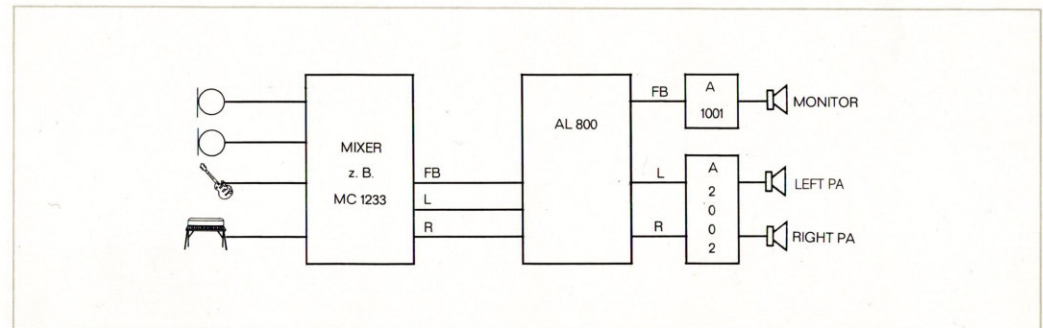 MIXER
z. B.
MC 1233
FB
L
R
AL 800
FB
L
R
A
1001
A
2
0
0
2
MONITOR
LEFT PA
RIGHT PA